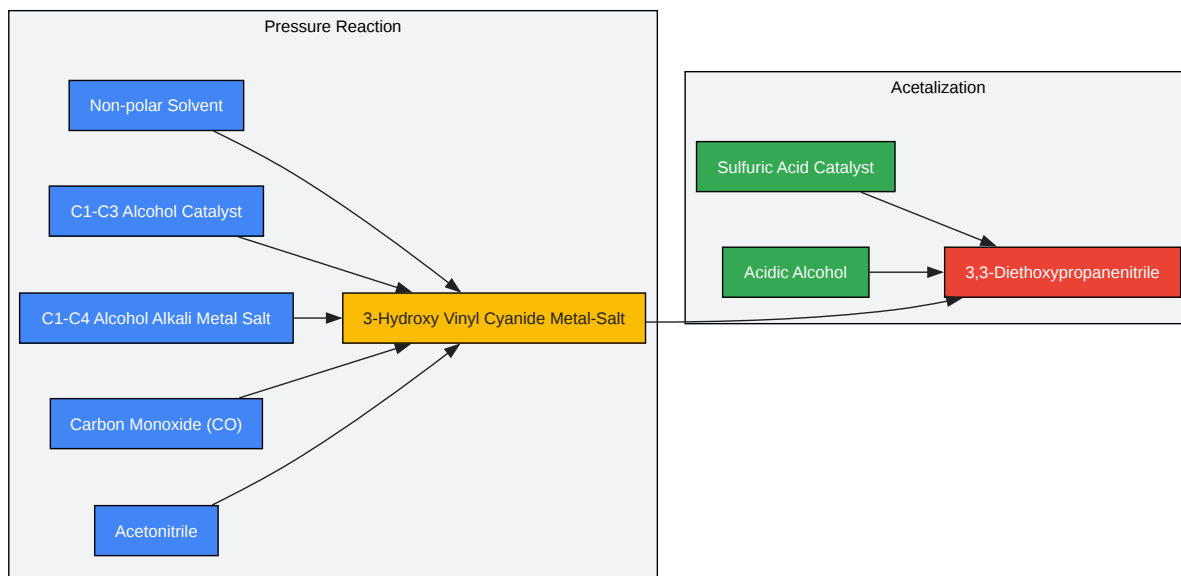 Pressure Reaction
Non-polar Solvent
C1-C3 Alcohol Catalyst
C1-C4 Alcohol Alkali Metal Salt
3-Hydroxy Vinyl Cyanide Metal-Salt
Carbon Monoxide (CO)
Acetonitrile
Acetalization
Sulfuric Acid Catalyst
Acidic Alcohol
3,3-Diethoxypropanenitrile